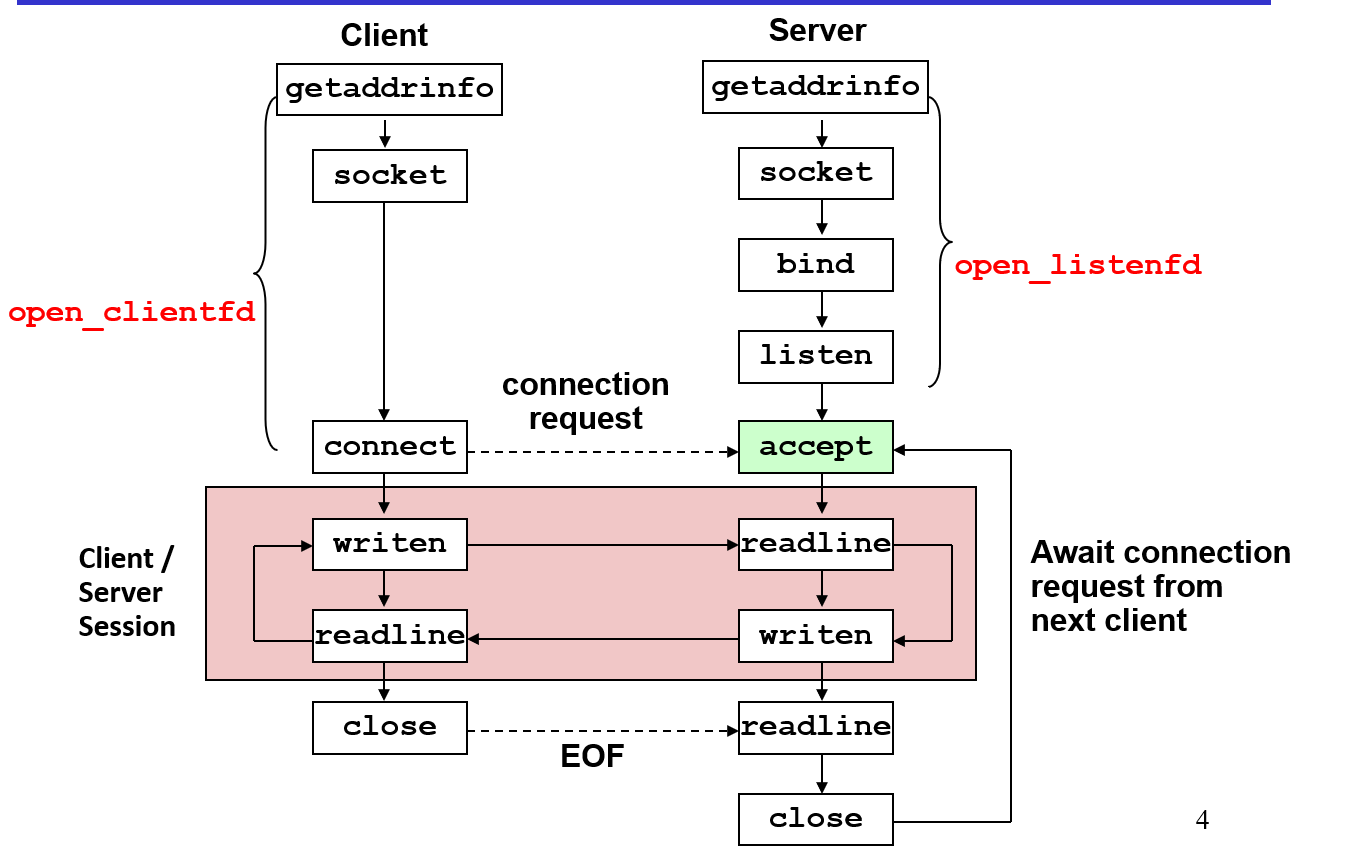 Client
Server
getaddrinfo
getaddrinfo
socket
socket
bind
open_listenfd
open_clientfd
listen
connection
request
connect
accept
Client /
Server
Session
writen
readline
Await connection
request from
next client
readline
writen
close
readline
EOF
close
4